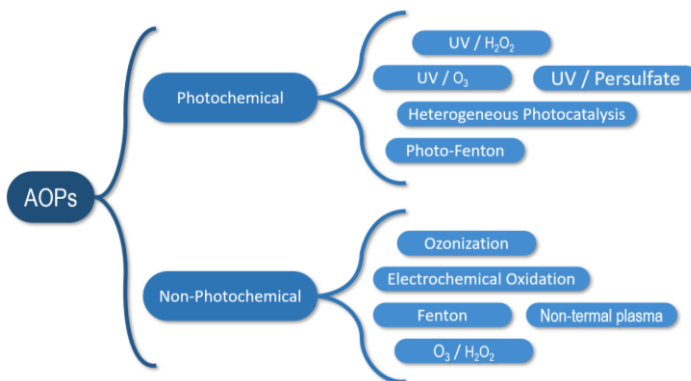 AOPs
Photochemical
UV / H₂O₂
UV / O₃
UV / Persulfate
Heterogeneous Photocatalysis
Photo-Fenton
Non-Photochemical
Ozonization
Electrochemical Oxidation
Fenton
Non-termal plasma
O₃ / H₂O₂